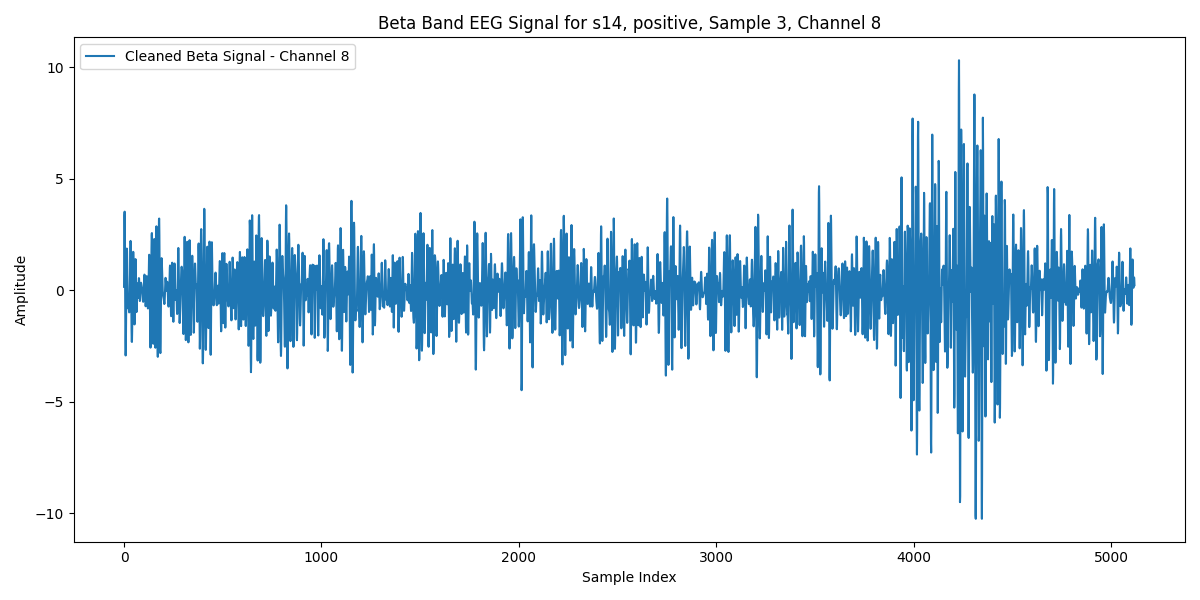 Beta Band EEG Signal for s14, positive, Sample 3, Channel 8
Cleaned Beta Signal - Channel 8
10
5
0
−5
−10
Amplitude
0 1000 2000 3000 4000 5000
Sample Index